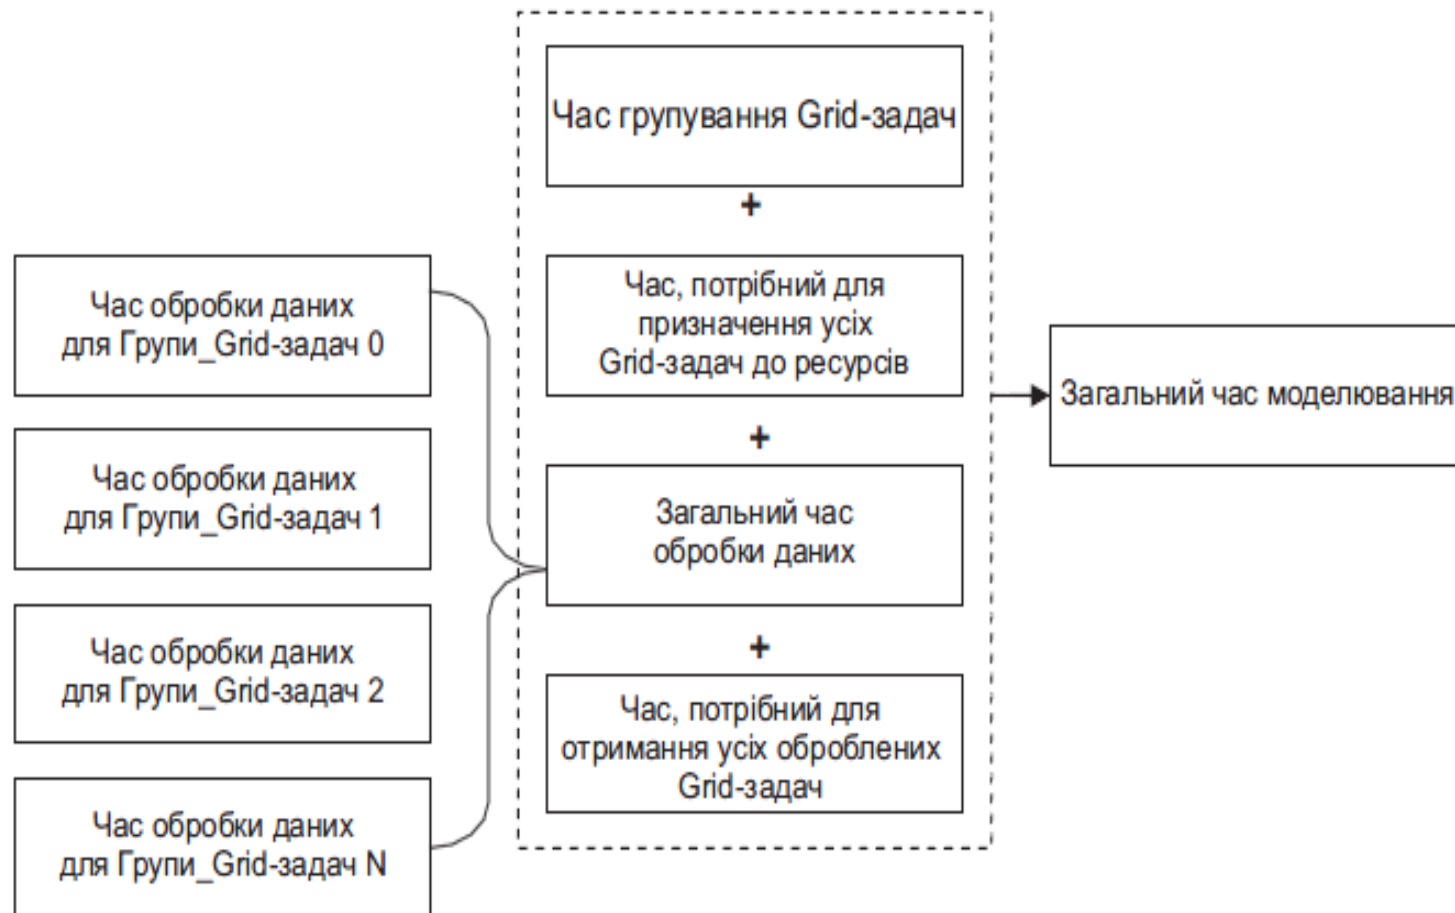 Час обробки даних
для Групи_Grid-задач 0
Час обробки даних
для Групи_Grid-задач 1
Час обробки даних
для Групи_Grid-задач 2
Час обробки даних
для Групи_Grid-задач N
Час групування Grid-задач
+
Час, потрібний для
призначення усіх
Grid-задач до ресурсів
+
Загальний час
обробки даних
+
Час, потрібний для
отримання усіх оброблених
Grid-задач
Загальний час моделювання